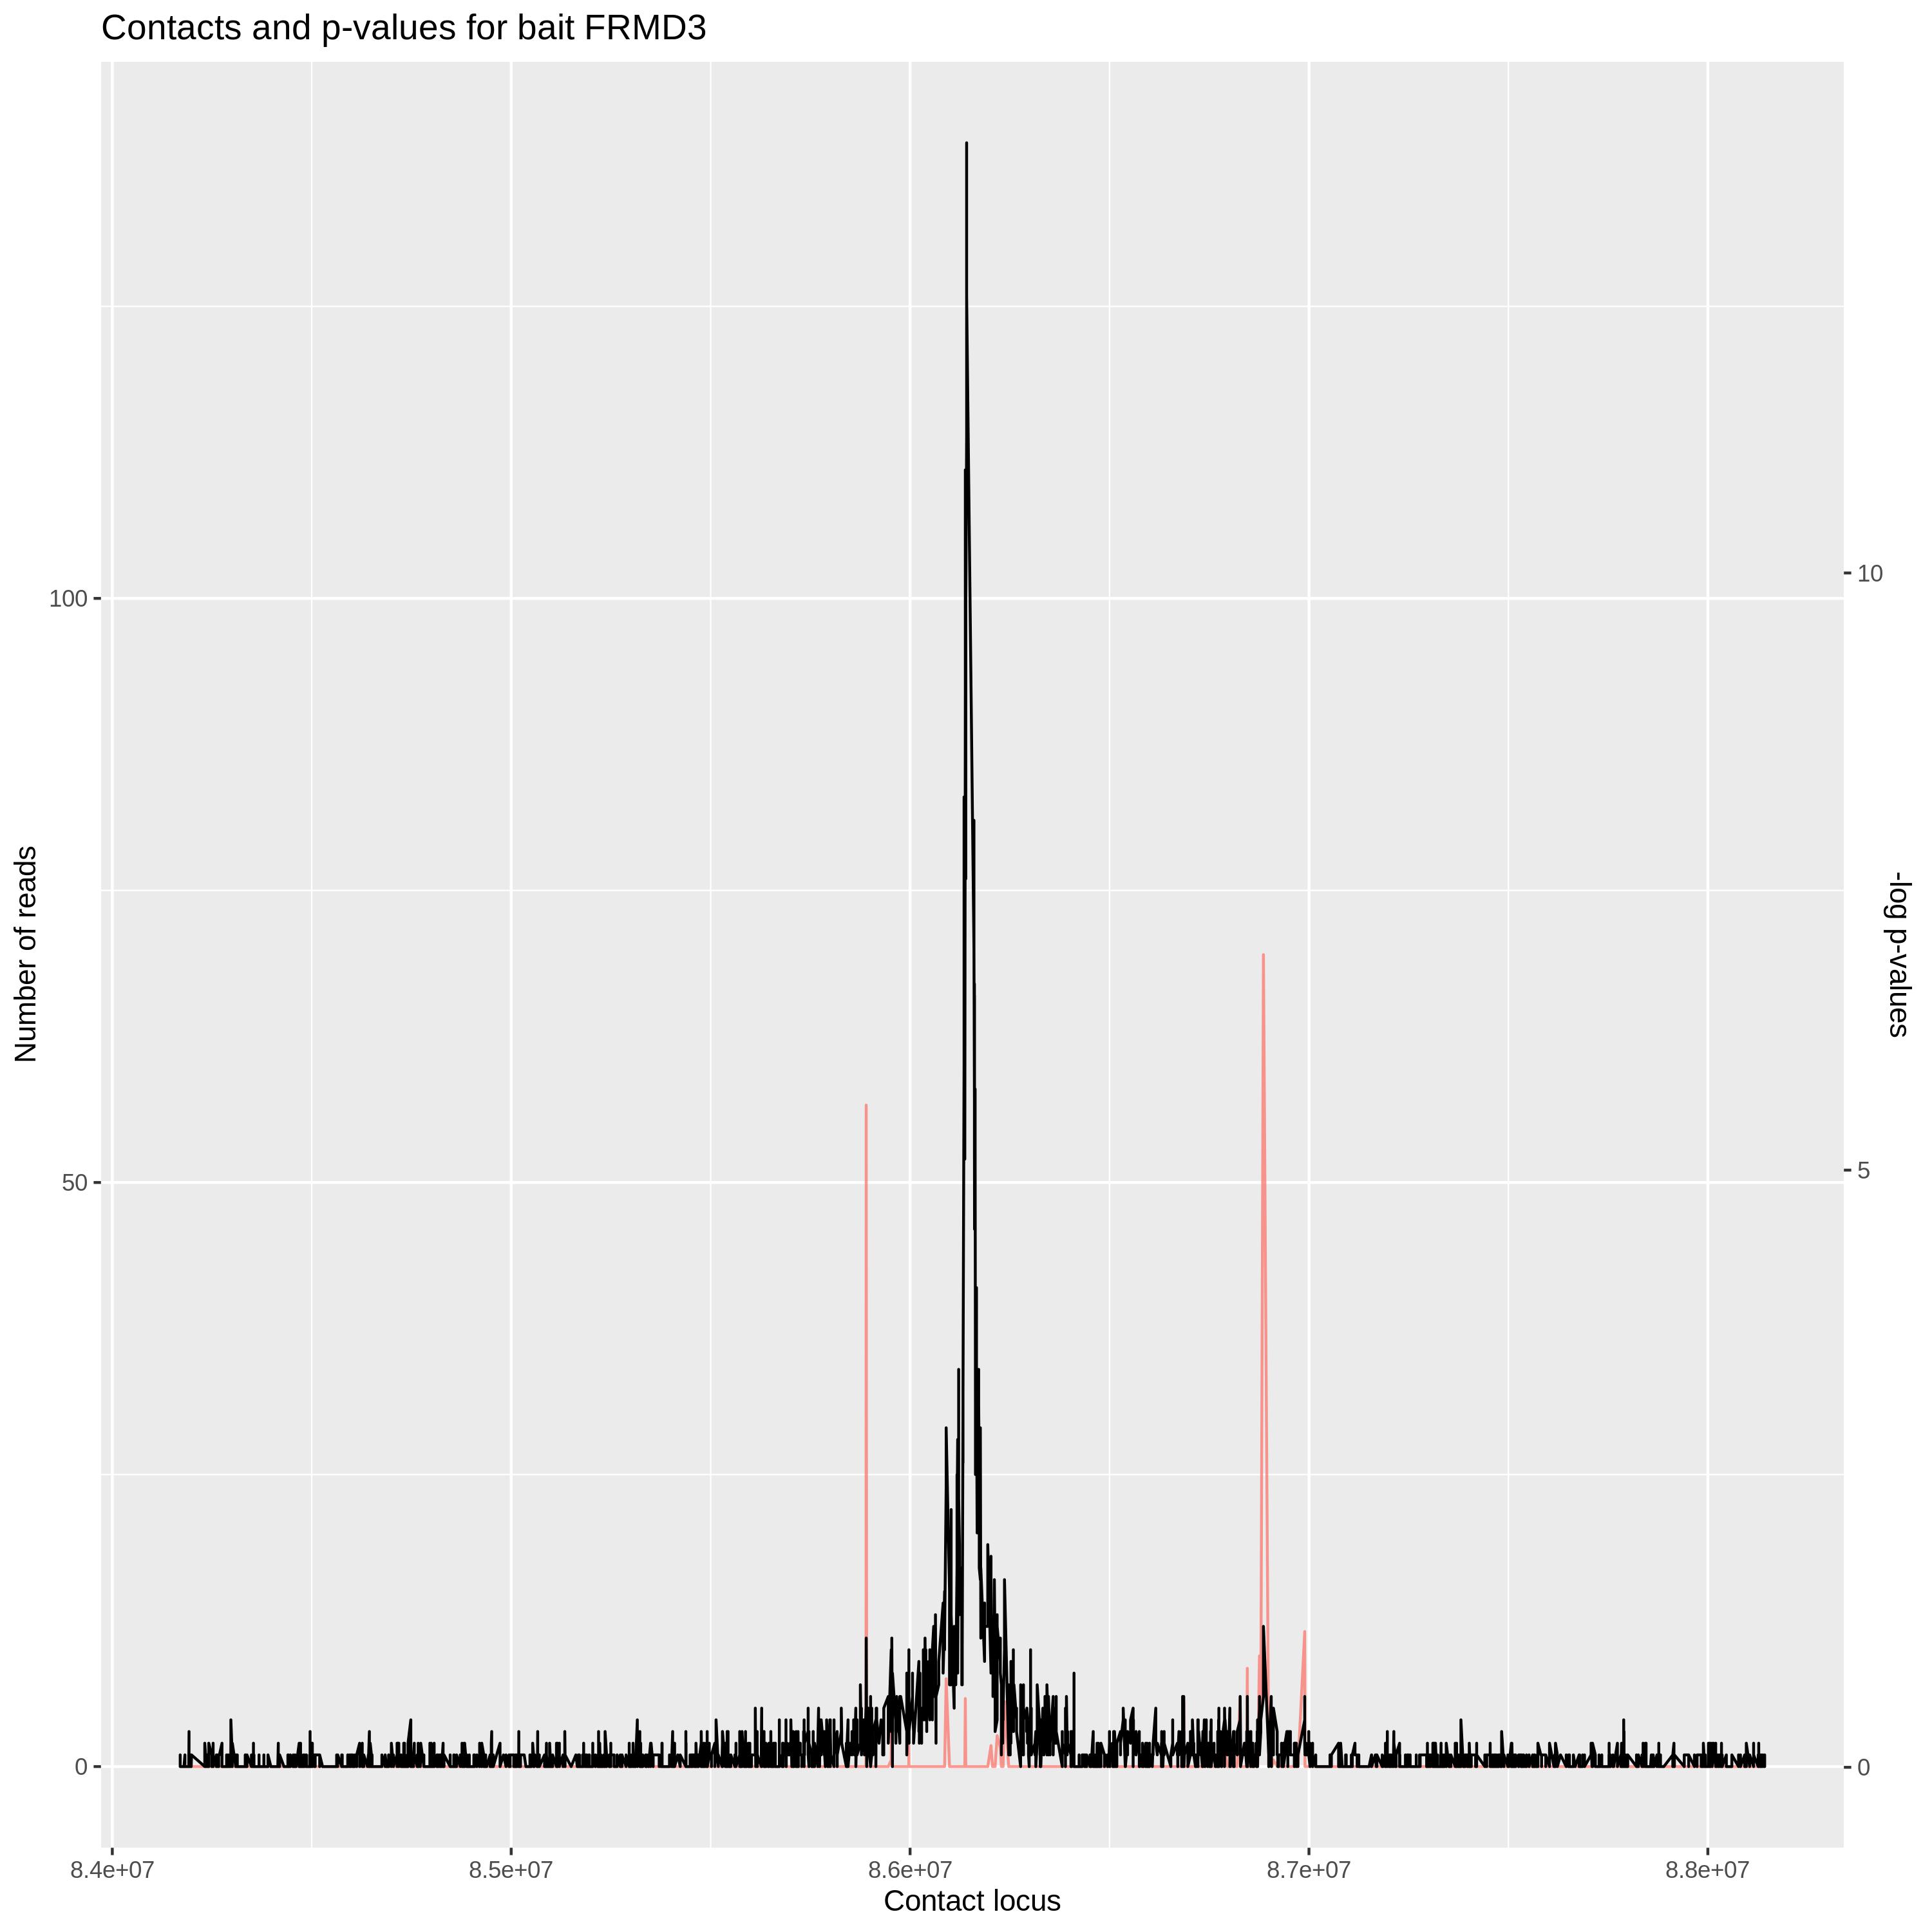 Contacts and p-values for bait FRMD3
Number of reads
100
50
0
10
5
0
-log p-values
8.4e+07 8.5e+07 8.6e+07 8.7e+07 8.8e+07
Contact locus